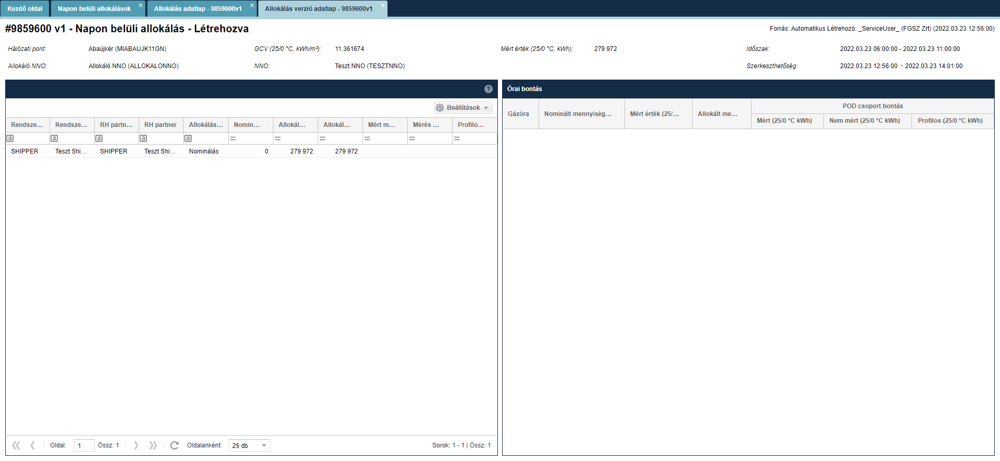 Kezdő oldal
Napon belüli allokálások
Allokálás adatlap - 9859600v1
Allokálás verzió adatlap - 9859600v1
#9859600 v1 - Napon belüli allokálás - Létrehozva
Forrás: Automatikus Létrehozó: _ServiceUser_ (FGSZ Zrt) (2022.03.23 12:56:00)
Hálózati pont: Abaújkér (MIABAUJK11GN) GCV (25/0 °C, kWh/m³): 11.361674 Mért érték (25/0 °C, kWh): 279 972 Időszak: 2022.03.23 06:00:00 - 2022.03.23 11:00:00
Allokáló NNO: Allokáló NNO (ALLOKALONNO) NNO: Teszt NNO (TESZTNNO) Szerkeszthetőség: 2022.03.23 12:56:00 - 2022.03.23 14:01:00
?
Beállítások
Rendsze... Rendsze... RH partn... RH partner Allokálás... Nomin... Allokál... Allokál... Mért m... Mérés ... Profilo...
a a a a a = = = = = =
SHIPPER Teszt Shi... SHIPPER Teszt Shi... Nominálás 0 279 972 279 972
Oldal: 1 Össz: 1 Oldalanként: 25 db Sorok: 1 - 1 | Össz: 1
Órai bontás
Gázóra Nominált mennyiség... Mért érték (25/... Allokált me... POD csoport bontás
Mért (25/0 °C kWh) Nem mért (25/0 °C kWh) Profilos (25/0 °C kWh)